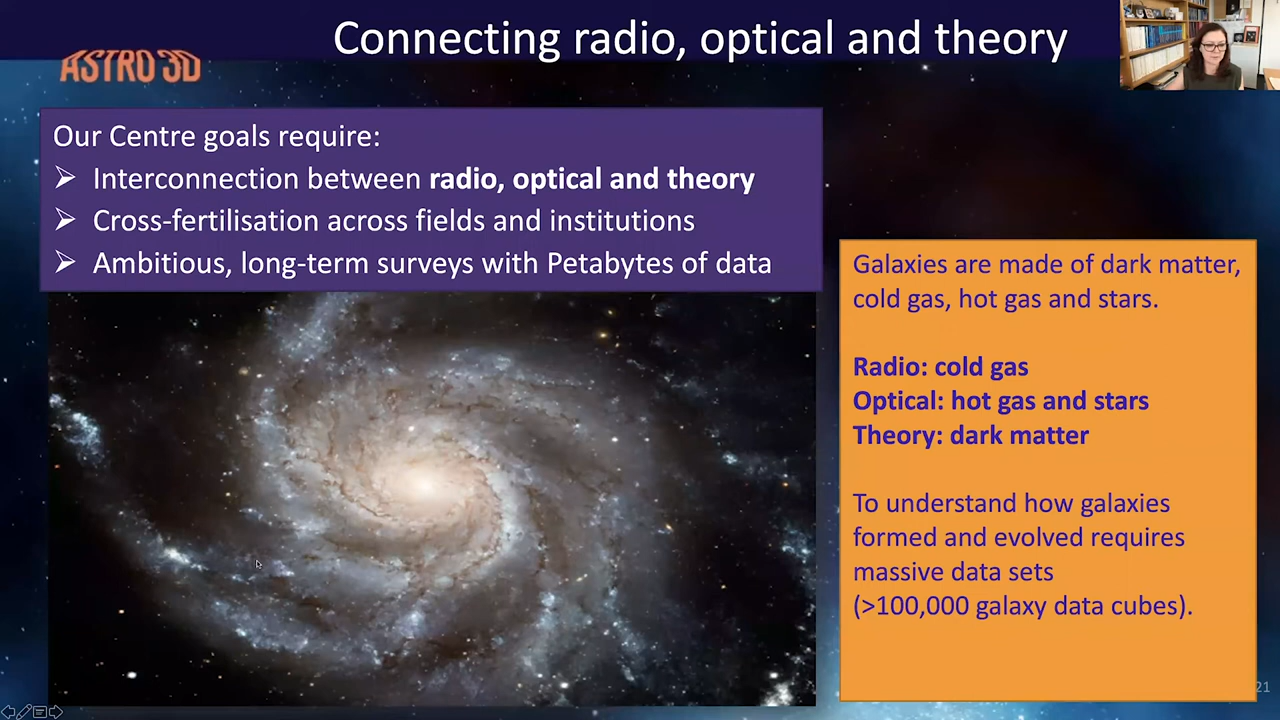 Connecting radio, optical and theory
ASTRO 3D
Our Centre goals require:
Interconnection between radio, optical and theory
Cross-fertilisation across fields and institutions
Ambitious, long-term surveys with Petabytes of data
Galaxies are made of dark matter,
cold gas, hot gas and stars.
Radio: cold gas
Optical: hot gas and stars
Theory: dark matter
To understand how galaxies
formed and evolved requires
massive data sets
(>100,000 galaxy data cubes).
21